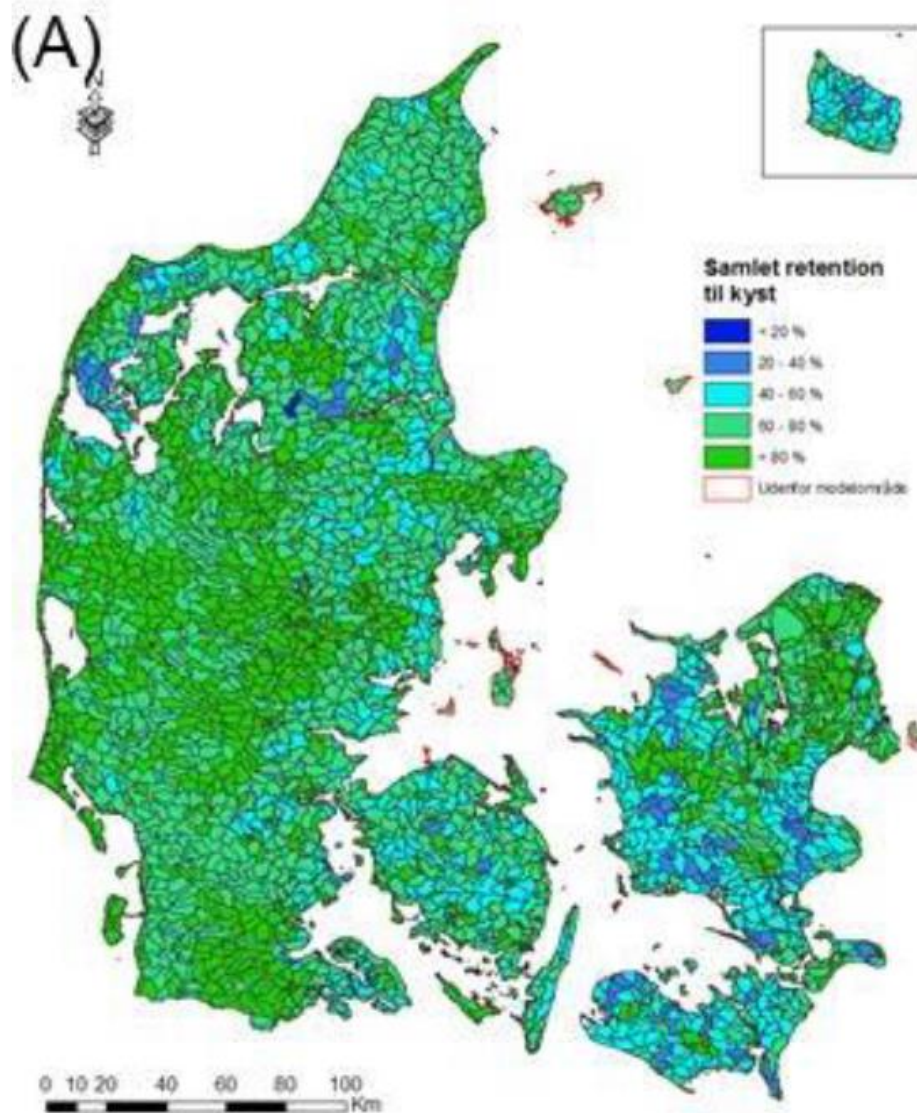 (A)
N
Samlet retention
til kyst
< 20 %
20 - 40 %
40 - 60 %
60 - 80 %
> 80 %
Udenfor modelområde
0 10 20 40 60 80 100
Km